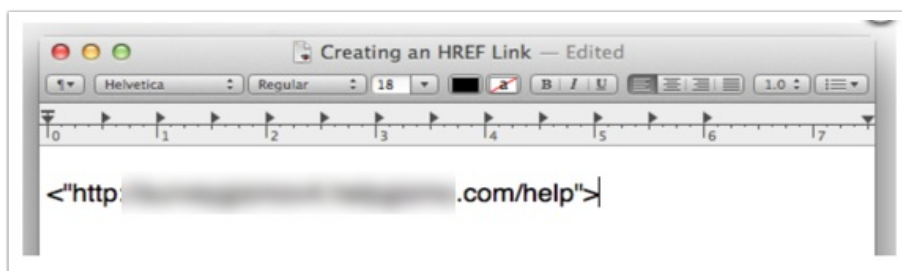 Creating an HREF Link — Edited
Helvetica Regular 18 a B I U 1.0
0 1 2 3 4 5 6 7
<"http: .com/help">